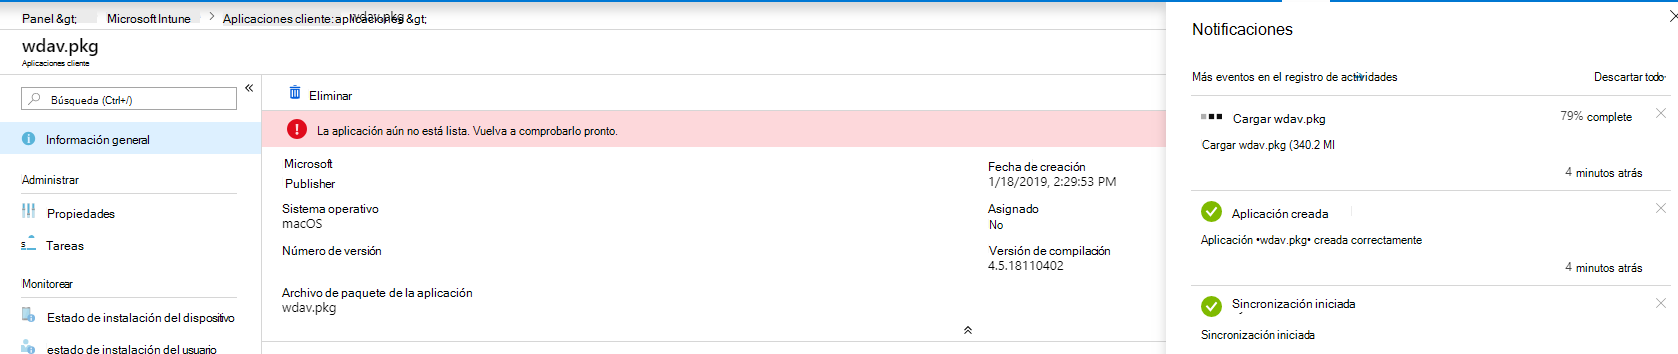 Panel &gt;
Microsoft Intune
Aplicaciones cliente: aplicaciones &gt;
wdav.pkg
wdav.pkg
Aplicaciones cliente
Búsqueda (Ctrl+/)
Información general
Administrar
Propiedades
Tareas
Monitorear
Estado de instalación del dispositivo
estado de instalación del usuario
Eliminar
La aplicación aún no está lista. Vuelva a comprobarlo pronto.
Microsoft
Publisher
Sistema operativo
macOS
Número de versión
Archivo de paquete de la aplicación
wdav.pkg
Fecha de creación
1/18/2019, 2:29:53 PM
Asignado
No
Versión de compilación
4.5.18110402
Notificaciones
Más eventos en el registro de actividades
Descartar todo
Cargar wdav.pkg
79% complete
Cargar wdav.pkg (340.2 MI
4 minutos atrás
Aplicación creada
Aplicación •wdav.pkg• creada correctamente
4 minutos atrás
Sincronización iniciada
Sincronización iniciada